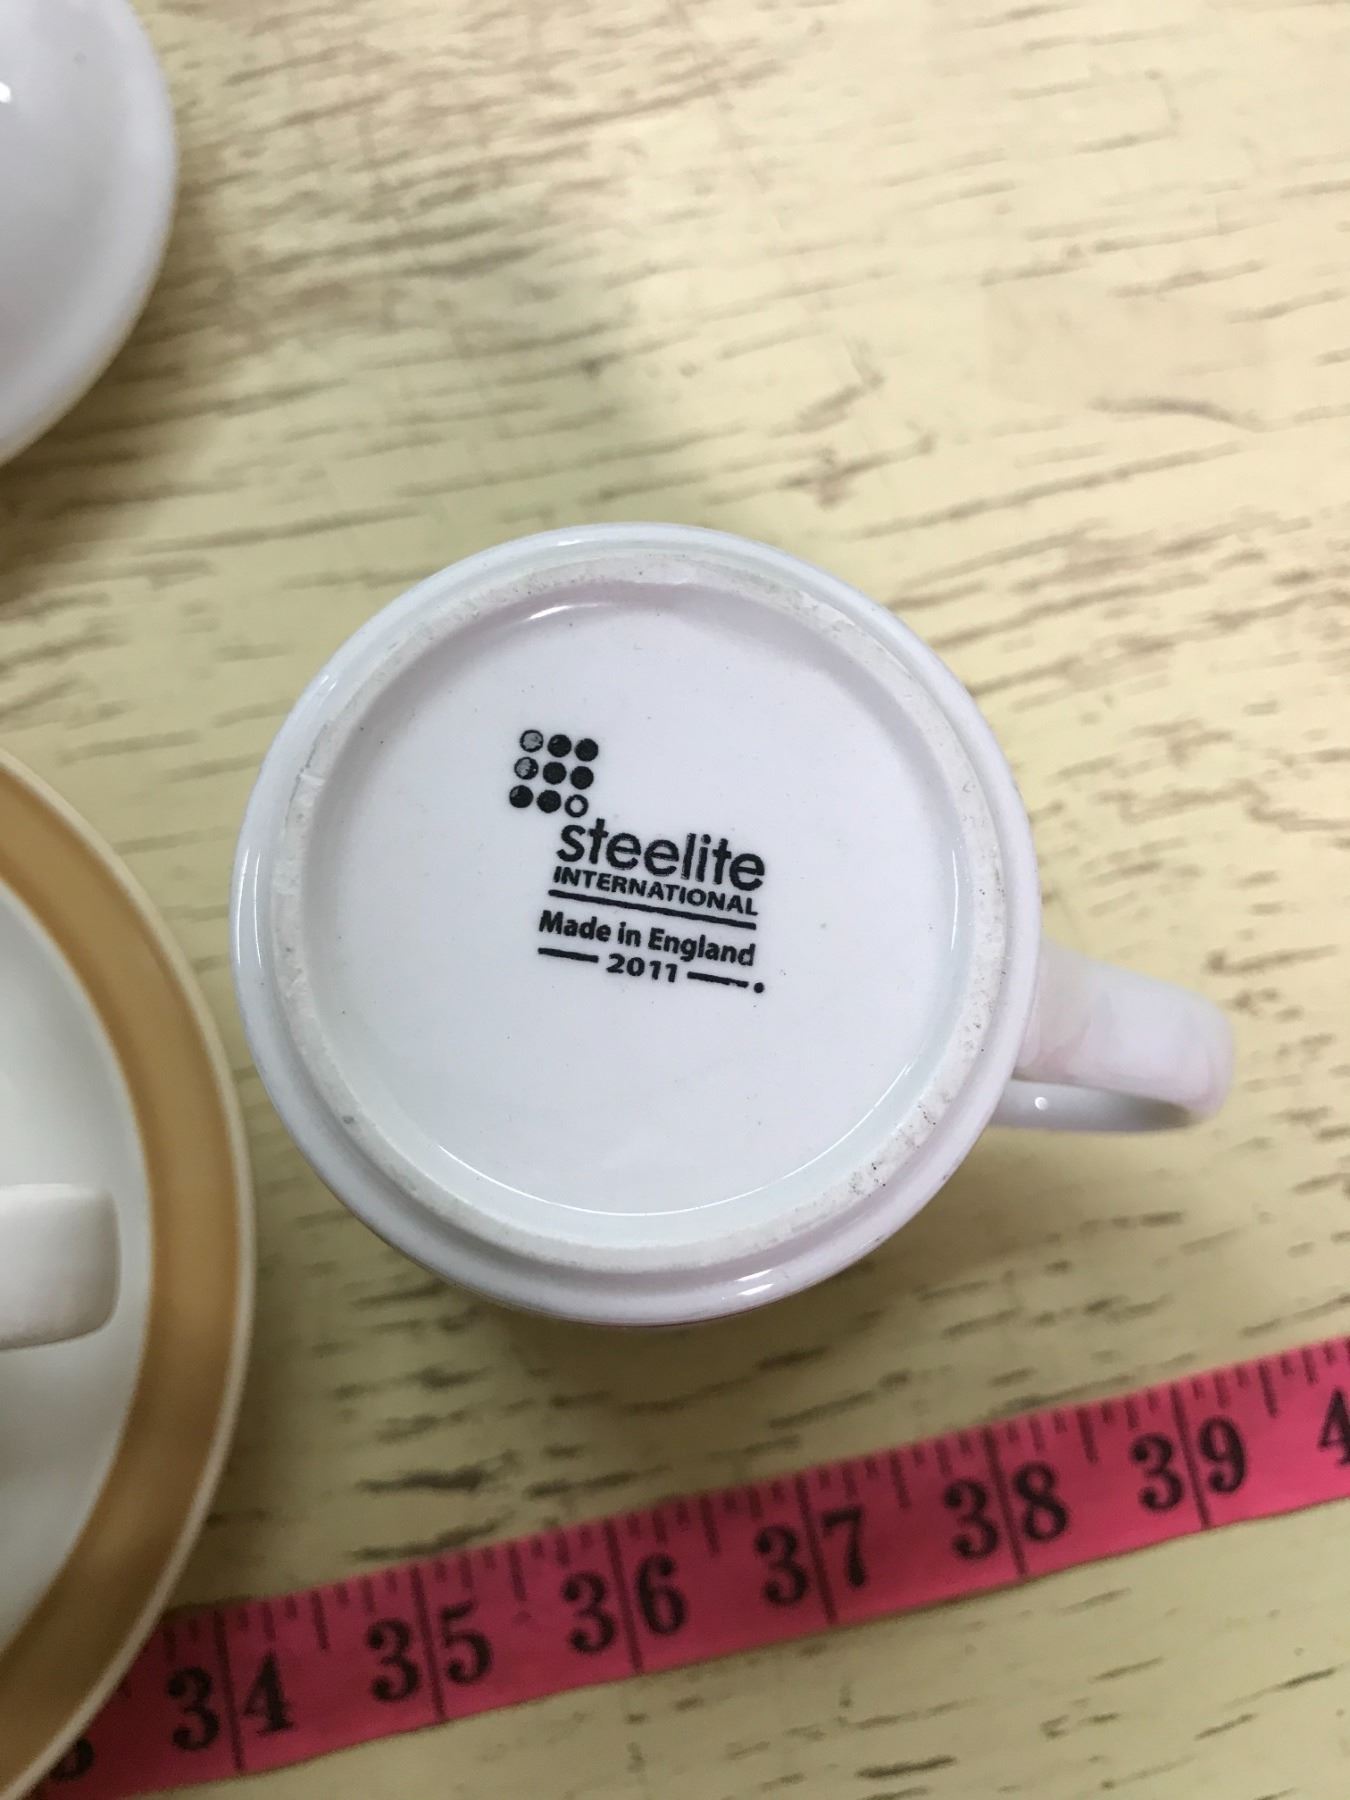 steelite
INTERNATIONAL
Made in England
2011
34 35 36 37 38 39